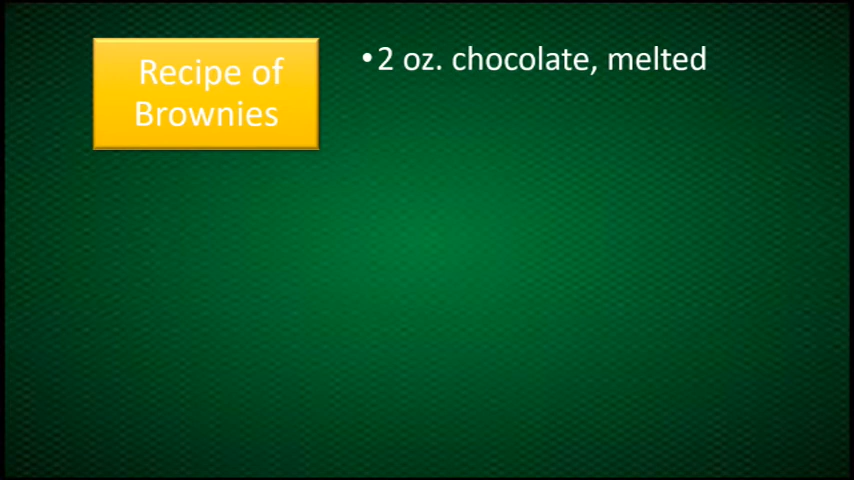 Recipe of
Brownies
•2 oz. chocolate, melted